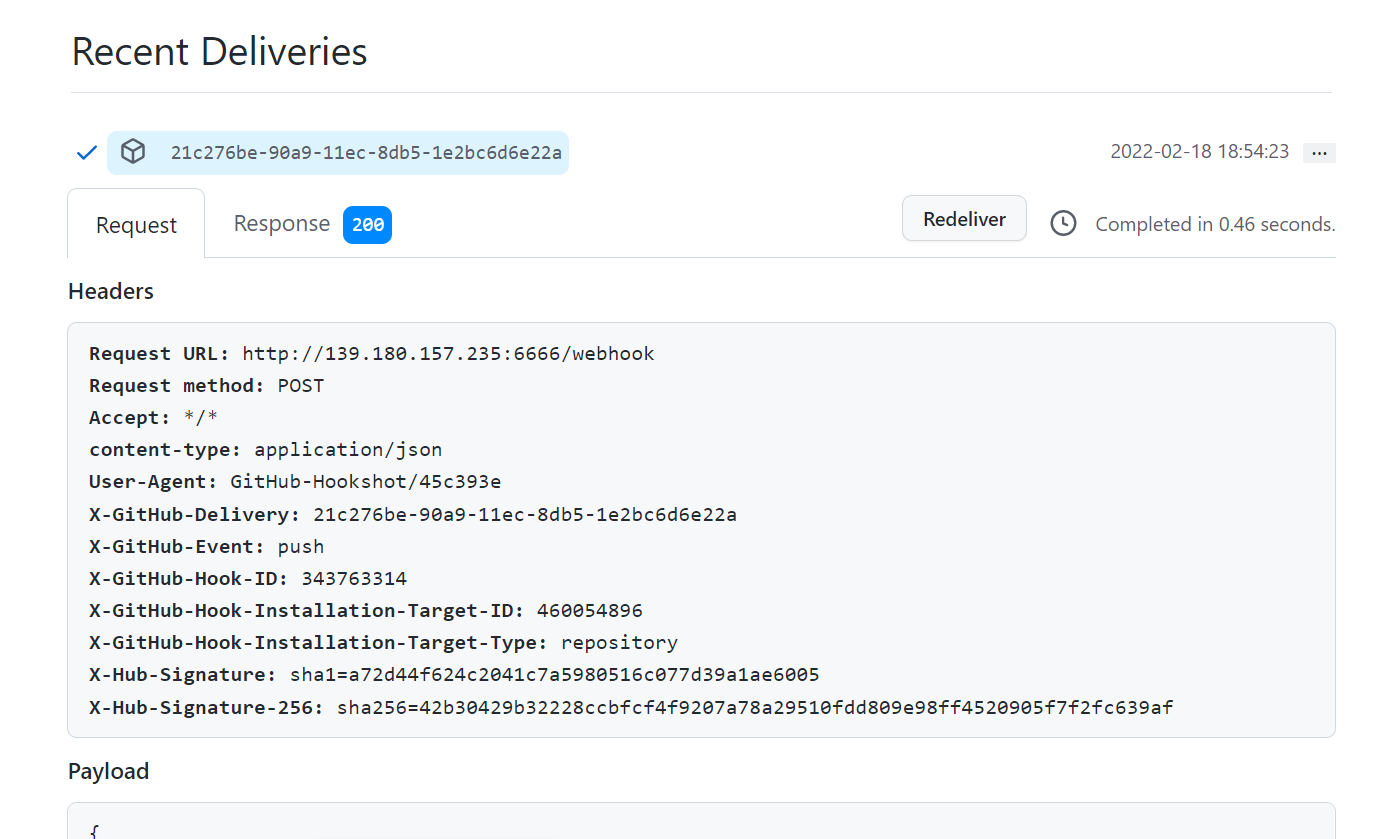 Recent Deliveries
21c276be-90a9-11ec-8db5-1e2bc6d6e22a 2022-02-18 18:54:23 ...
Request Response 200 Redeliver Completed in 0.46 seconds.
Headers
Request URL: http://139.180.157.235:6666/webhook
Request method: POST
Accept: */*
content-type: application/json
User-Agent: GitHub-Hookshot/45c393e
X-GitHub-Delivery: 21c276be-90a9-11ec-8db5-1e2bc6d6e22a
X-GitHub-Event: push
X-GitHub-Hook-ID: 343763314
X-GitHub-Hook-Installation-Target-ID: 460054896
X-GitHub-Hook-Installation-Target-Type: repository
X-Hub-Signature: sha1=a72d44f624c2041c7a5980516c077d39a1ae6005
X-Hub-Signature-256: sha256=42b30429b32228ccbfcf4f9207a78a29510fdd809e98ff4520905f7f2fc639af
Payload
{